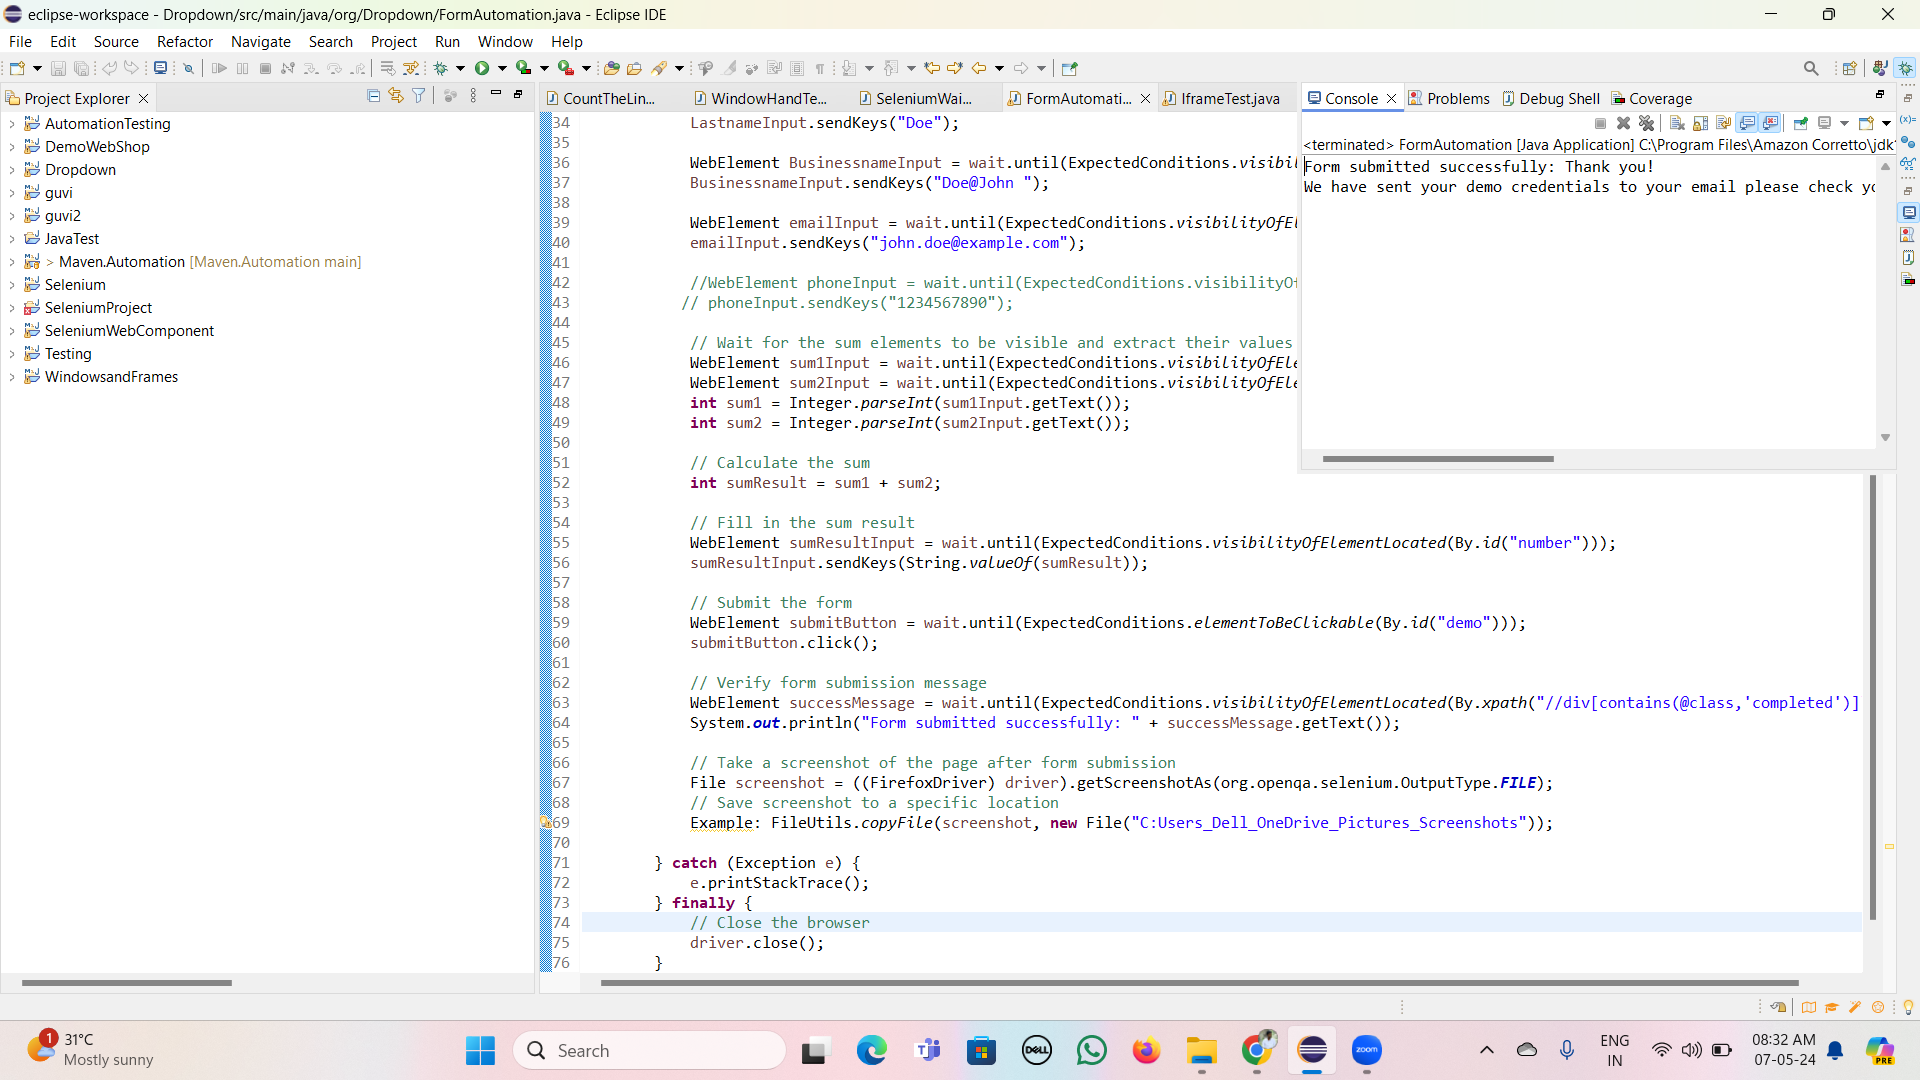 eclipse-workspace - Dropdown/src/main/java/org/Dropdown/FormAutomation.java - Eclipse IDE
File Edit Source Refactor Navigate Search Project Run Window Help
Project Explorer
AutomationTesting
DemoWebShop
Dropdown
guvi
guvi2
JavaTest
> Maven.Automation [Maven.Automation main]
Selenium
SeleniumProject
SeleniumWebComponent
Testing
WindowsandFrames
CountTheLin... WindowHandTe... SeleniumWai... FormAutomati... IframeTest.java
34 LastnameInput.sendKeys("Doe");
35
36 WebElement BusinessnameInput = wait.until(ExpectedConditions.visibil
37 BusinessnameInput.sendKeys("Doe@John ");
38
39 WebElement emailInput = wait.until(ExpectedConditions.visibilityOfEl
40 emailInput.sendKeys("john.doe@example.com");
41
42 //WebElement phoneInput = wait.until(ExpectedConditions.visibilityOf
43 // phoneInput.sendKeys("1234567890");
44
45 // Wait for the sum elements to be visible and extract their values
46 WebElement sum1Input = wait.until(ExpectedConditions.visibilityOfEle
47 WebElement sum2Input = wait.until(ExpectedConditions.visibilityOfEle
48 int sum1 = Integer.parseInt(sum1Input.getText());
49 int sum2 = Integer.parseInt(sum2Input.getText());
50
51 // Calculate the sum
52 int sumResult = sum1 + sum2;
53
54 // Fill in the sum result
55 WebElement sumResultInput = wait.until(ExpectedConditions.visibilityOfElementLocated(By.id("number")));
56 sumResultInput.sendKeys(String.valueOf(sumResult));
57
58 // Submit the form
59 WebElement submitButton = wait.until(ExpectedConditions.elementToBeClickable(By.id("demo")));
60 submitButton.click();
61
62 // Verify form submission message
63 WebElement successMessage = wait.until(ExpectedConditions.visibilityOfElementLocated(By.xpath("//div[contains(@class,'completed')]
64 System.out.println("Form submitted successfully: " + successMessage.getText());
65
66 // Take a screenshot of the page after form submission
67 File screenshot = ((FirefoxDriver) driver).getScreenshotAs(org.openqa.selenium.OutputType.FILE);
68 // Save screenshot to a specific location
69 Example: FileUtils.copyFile(screenshot, new File("C:Users_Dell_OneDrive_Pictures_Screenshots"));
70
71 } catch (Exception e) {
72 e.printStackTrace();
73 } finally {
74 // Close the browser
75 driver.close();
76 }
Console Problems Debug Shell Coverage
<terminated> FormAutomation [Java Application] C:\Program Files\Amazon Corretto\jdk
Form submitted successfully: Thank you!
We have sent your demo credentials to your email please check yo
1
31°C
Mostly sunny
Search
DELL
zoom
ENG
IN
08:32 AM
07-05-24
PRE